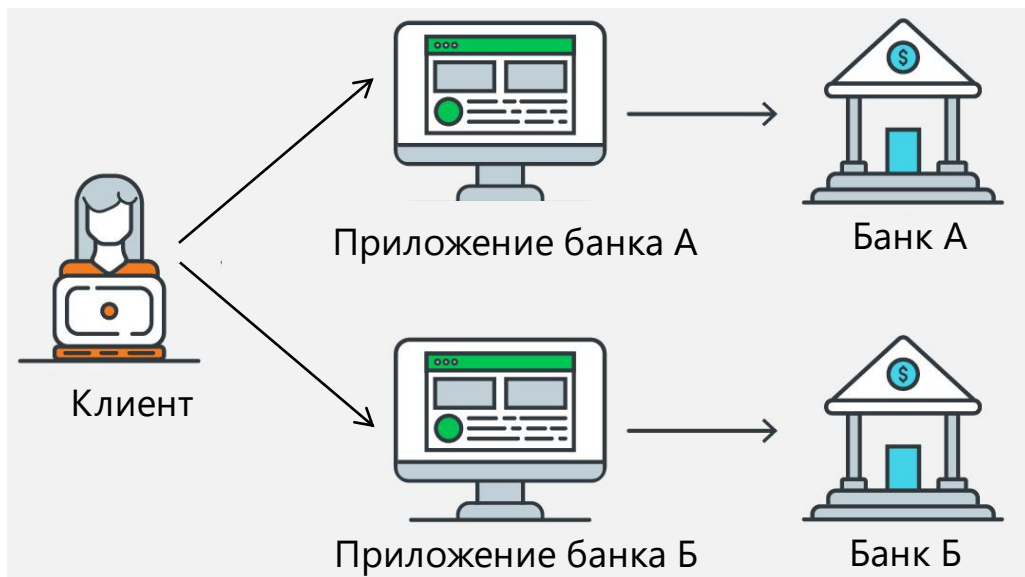 Приложение банка А
Банк А
Клиент
Приложение банка Б
Банк Б